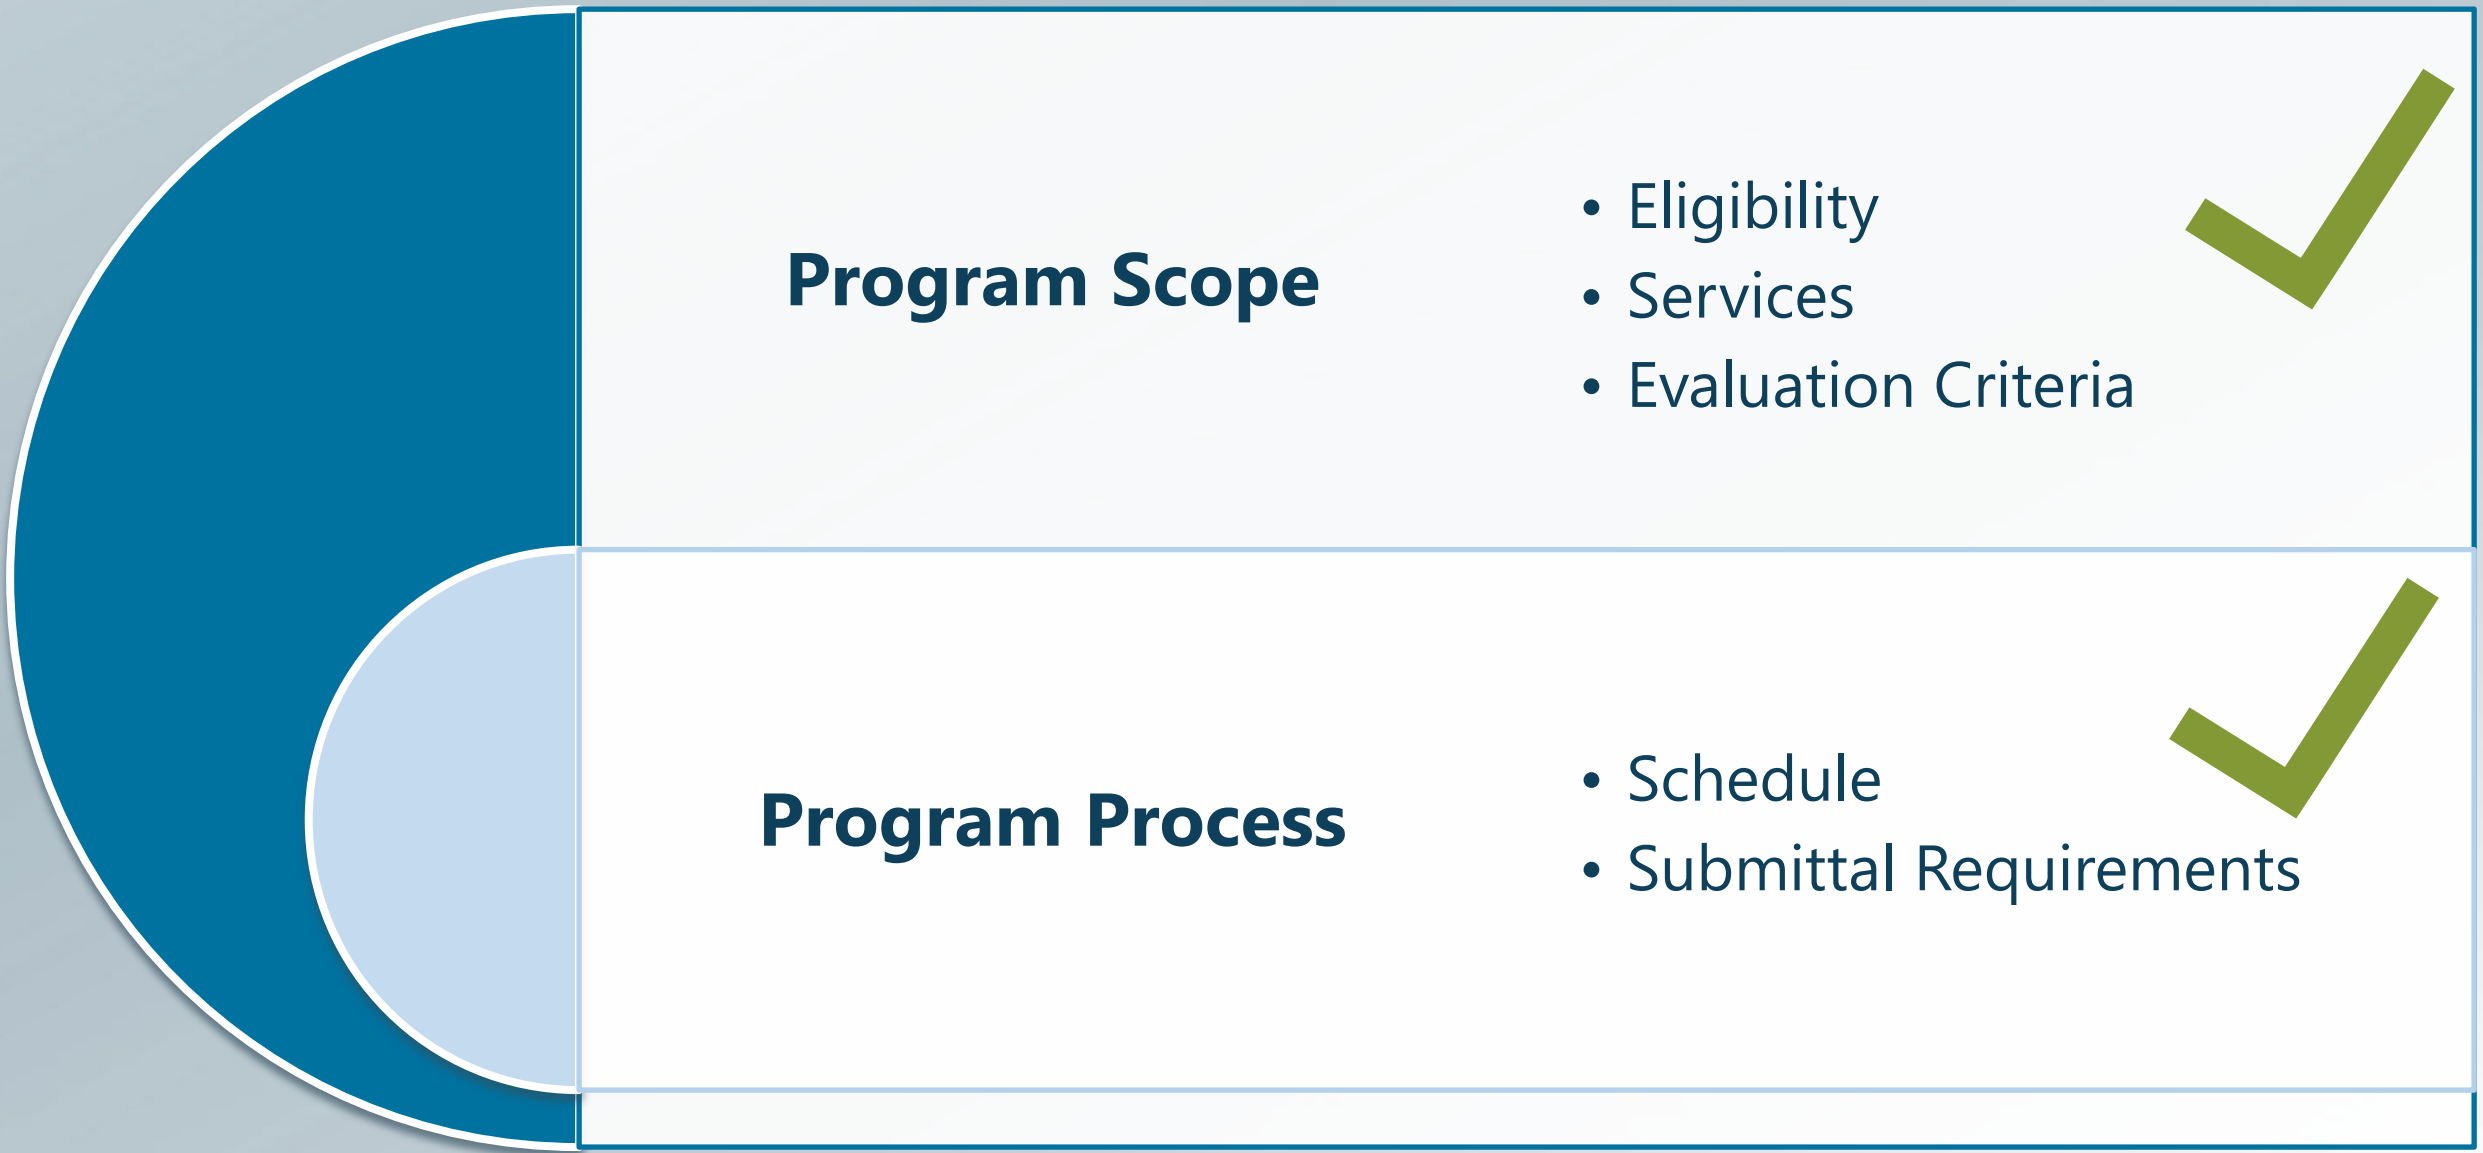 Program Scope
• Eligibility
• Services
• Evaluation Criteria
Program Process
• Schedule
• Submittal Requirements